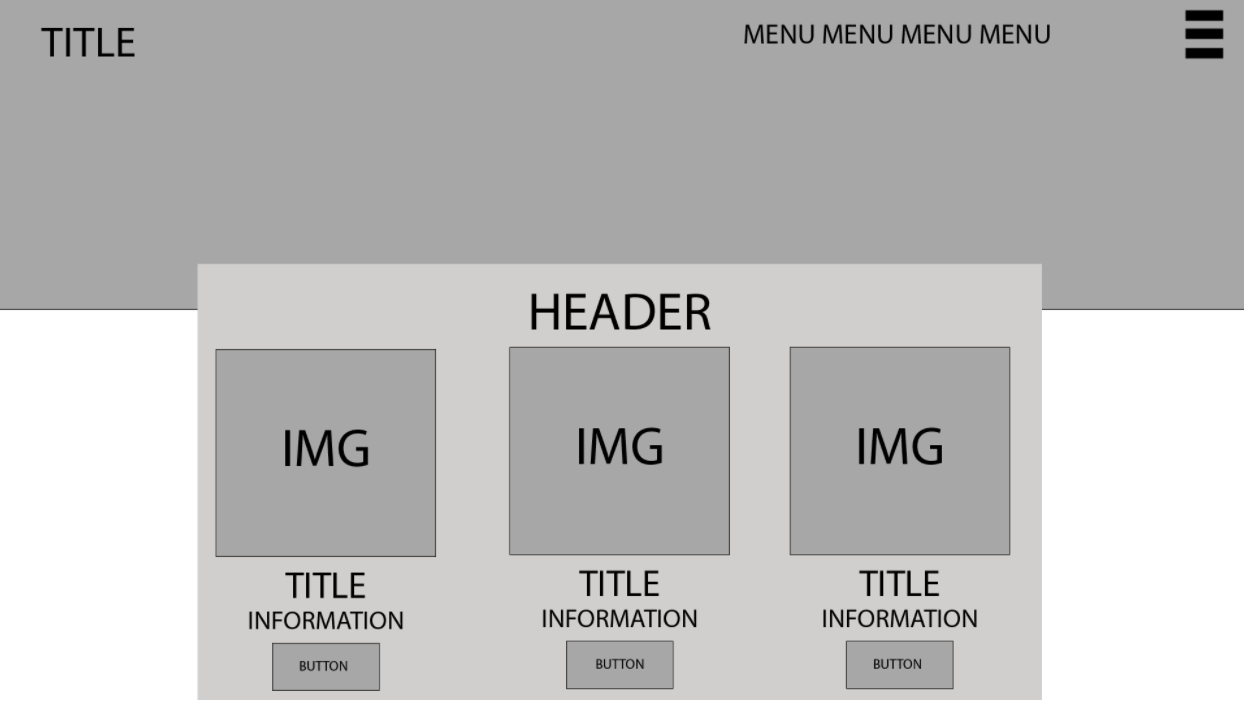 TITLE
MENU MENU MENU MENU
HEADER
IMG
IMG
IMG
TITLE
TITLE
TITLE
INFORMATION
INFORMATION
INFORMATION
BUTTON
BUTTON
BUTTON